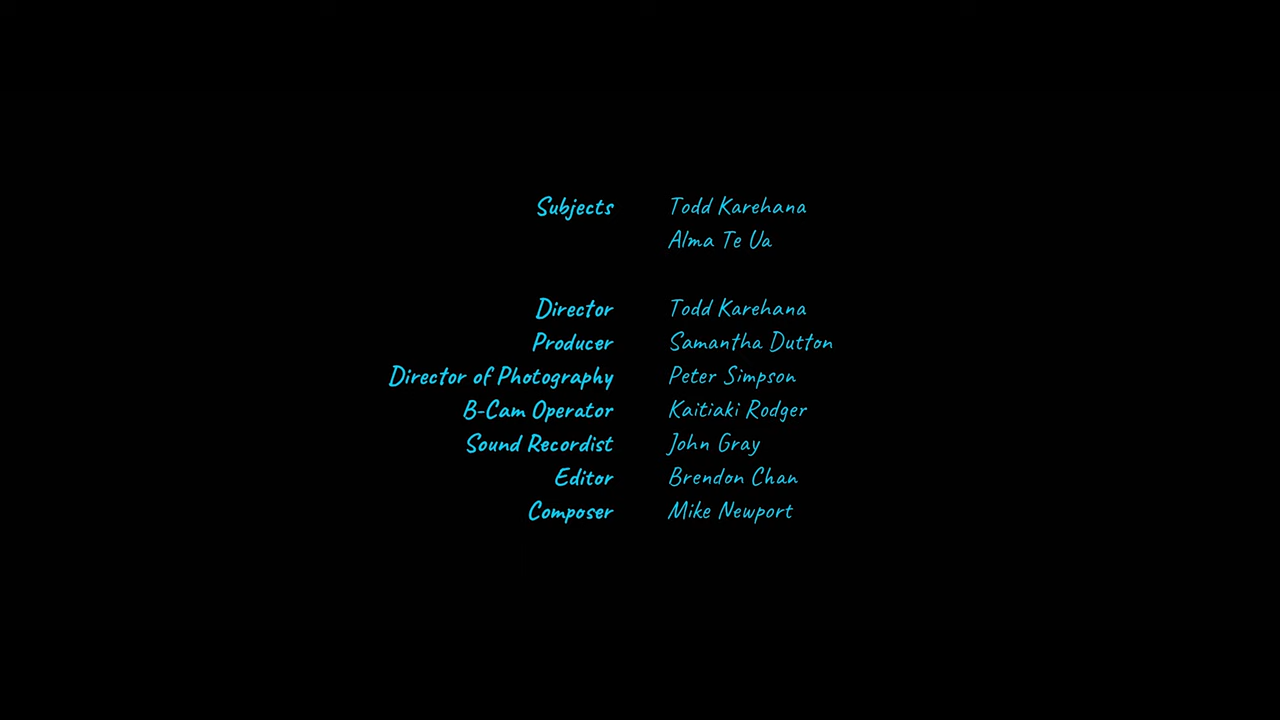 Subjects Todd Karehana
Alma Te Ua
Director Todd Karehana
Producer Samantha Dutton
Director of Photography Peter Simpson
B-Cam Operator Kaitiaki Rodger
Sound Recordist John Gray
Editor Brendon Chan
Composer Mike Newport